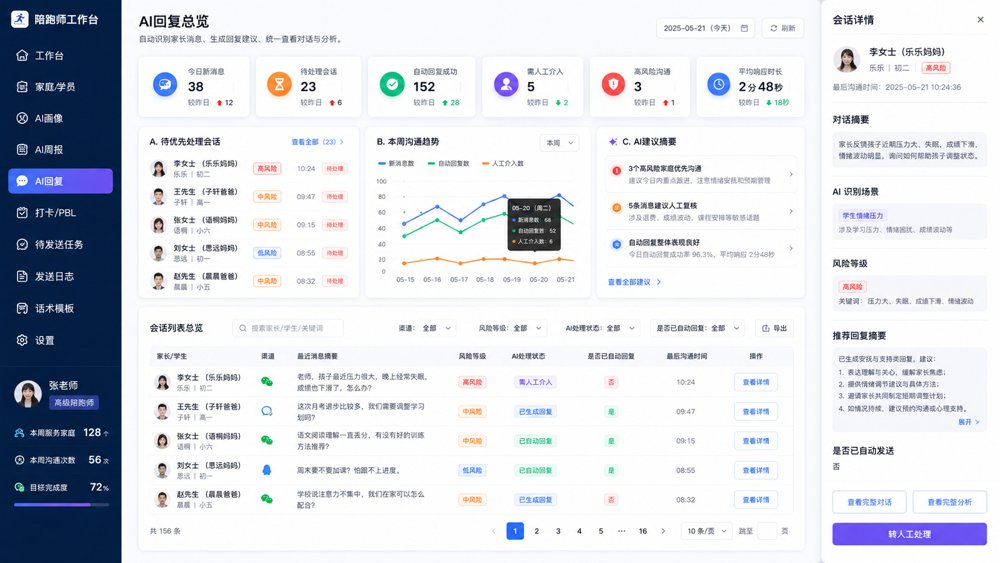 陪跑师工作台
工作台
家庭/学员
AI画像
AI周报
AI回复
打卡/PBL
待发送任务
发送日志
话术模板
设置
张老师
高级陪跑师
本周服务家庭 128 个
本周沟通次数 56 次
目标完成度 72%
AI回复总览
自动识别家长消息、生成回复建议、统一查看对话与分析。
2025-05-21（今天）
刷新
今日新消息
38
较昨日 12
待处理会话
23
较昨日 6
自动回复成功
152
较昨日 28
需人工介入
5
较昨日 2
高风险沟通
3
较昨日 1
平均响应时长
2分48秒
较昨日 18秒
A. 待优先处理会话 查看全部（23）
李女士（乐乐妈妈） 高风险 10:24 待处理
乐乐｜初二
王先生（子轩爸爸） 中风险 09:47 待处理
子轩｜高一
张女士（语桐妈妈） 中风险 09:15 待处理
语桐｜小六
刘女士（思远妈妈） 低风险 08:55 待处理
思远｜初一
赵先生（晨晨爸爸） 中风险 08:32 待处理
晨晨｜小五
B. 本周沟通趋势 本周
新消息数 自动回复数 人工介入数
100
80
60
40
20
0
05-15 05-16 05-17 05-18 05-19 05-20 05-21
05-20（周二）
新消息数：68
自动回复数：52
人工介入数：6
C. AI建议摘要
3个高风险家庭优先沟通
建议今日内重点跟进、注意情绪安抚和预期管理
5条消息建议人工复核
涉及退费、成绩波动、课程安排等敏感话题
自动回复整体表现良好
今日自动回复成功率 96.3%，平均响应 2分48秒
查看全部建议
会话列表总览
搜索家长/学生/关键词
渠道： 全部
风险等级： 全部
AI处理状态： 全部
是否已自动回复： 全部
导出
家长/学生 渠道 最近消息摘要 风险等级 AI处理状态 是否已自动回复 最后沟通时间 操作
李女士（乐乐妈妈）
乐乐｜初二
老师，孩子最近压力很大，晚上经常失眠，
成绩也下滑了，怎么办？
高风险 需人工介入 否 10:24 查看详情
王先生（子轩爸爸）
子轩｜高一
这次月考退步比较多，我们需要调整学习
计划吗？
中风险 已生成回复 是 09:47 查看详情
张女士（语桐妈妈）
语桐｜小六
语文阅读理解一直丢分，有没有好的训练
方法推荐？
中风险 已自动回复 是 09:15 查看详情
刘女士（思远妈妈）
思远｜初一
周末要不要加课？怕跟不上进度。
低风险 已自动回复 是 08:55 查看详情
赵先生（晨晨爸爸）
晨晨｜小五
学校说注意力不集中，我们在家可以怎么
配合？
中风险 已生成回复 否 08:32 查看详情
共 156 条
1 2 3 4 5 ••• 16 10 条/页 跳至 页
会话详情
李女士（乐乐妈妈）
乐乐｜初二 高风险
最后沟通时间：2025-05-21 10:24:36
对话摘要
家长反馈孩子近期压力大、失眠、成绩下滑，
情绪波动明显，询问如何帮助孩子调整状态。
AI 识别场景
学生情绪压力
涉及学习压力、情绪困扰、成绩波动等
风险等级
高风险
关键词： 压力大、失眠、成绩下滑、情绪波动
推荐回复摘要
已生成安抚与支持类回复，建议：
1. 表达理解与关心，缓解家长焦虑；
2. 提供情绪调节建议与具体方法；
3. 邀请家长共同制定短期调整计划；
4. 如情况持续，建议预约沟通或心理支持。
展开
是否已自动发送
否
查看完整对话
查看完整分析
转人工处理